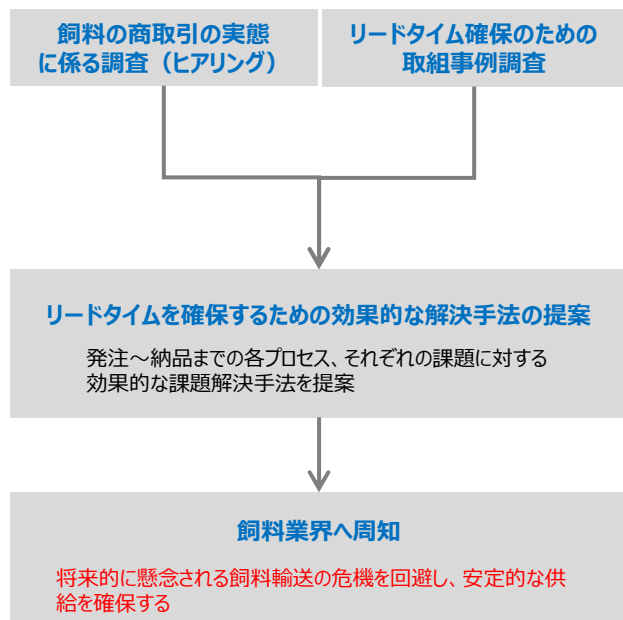 飼料の商取引の実態
に係る調査（ヒアリング）
リードタイム確保のための
取組事例調査
リードタイムを確保するための効果的な解決手法の提案
発注～納品までの各プロセス、それぞれの課題に対する
効果的な課題解決手法を提案
飼料業界へ周知
将来的に懸念される飼料輸送の危機を回避し、安定的な供
給を確保する